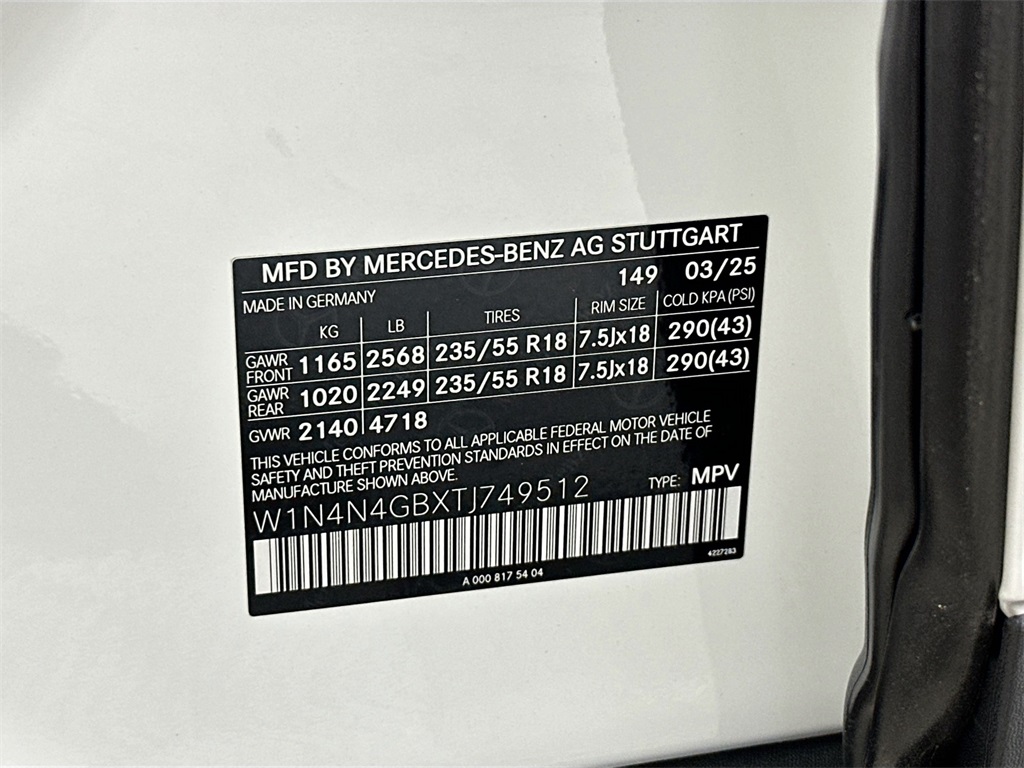 MFD BY MERCEDES-BENZ AG STUTTGART
149 03/25
MADE IN GERMANY
KG LB TIRES RIM SIZE COLD KPA (PSI)
GAWR FRONT 1165 2568 235/55 R18 7.5Jx18 290(43)
GAWR REAR 1020 2249 235/55 R18 7.5Jx18 290(43)
GVWR 2140 4718
THIS VEHICLE CONFORMS TO ALL APPLICABLE FEDERAL MOTOR VEHICLE
SAFETY AND THEFT PREVENTION STANDARDS IN EFFECT ON THE DATE OF
MANUFACTURE SHOWN ABOVE.
W1N4N4GBXTJ749512 TYPE: MPV
4227283
A 000 817 54 04